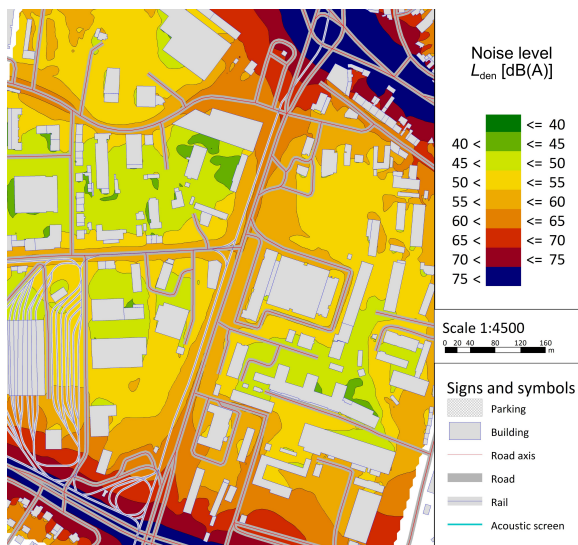 Noise level
Lden [dB(A)]
<= 40
40 < <= 45
45 < <= 50
50 < <= 55
55 < <= 60
60 < <= 65
65 < <= 70
70 < <= 75
75 <
Scale 1:4500
0 20 40 80 120 160
m
Signs and symbols
Parking
Building
Road axis
Road
Rail
Acoustic screen